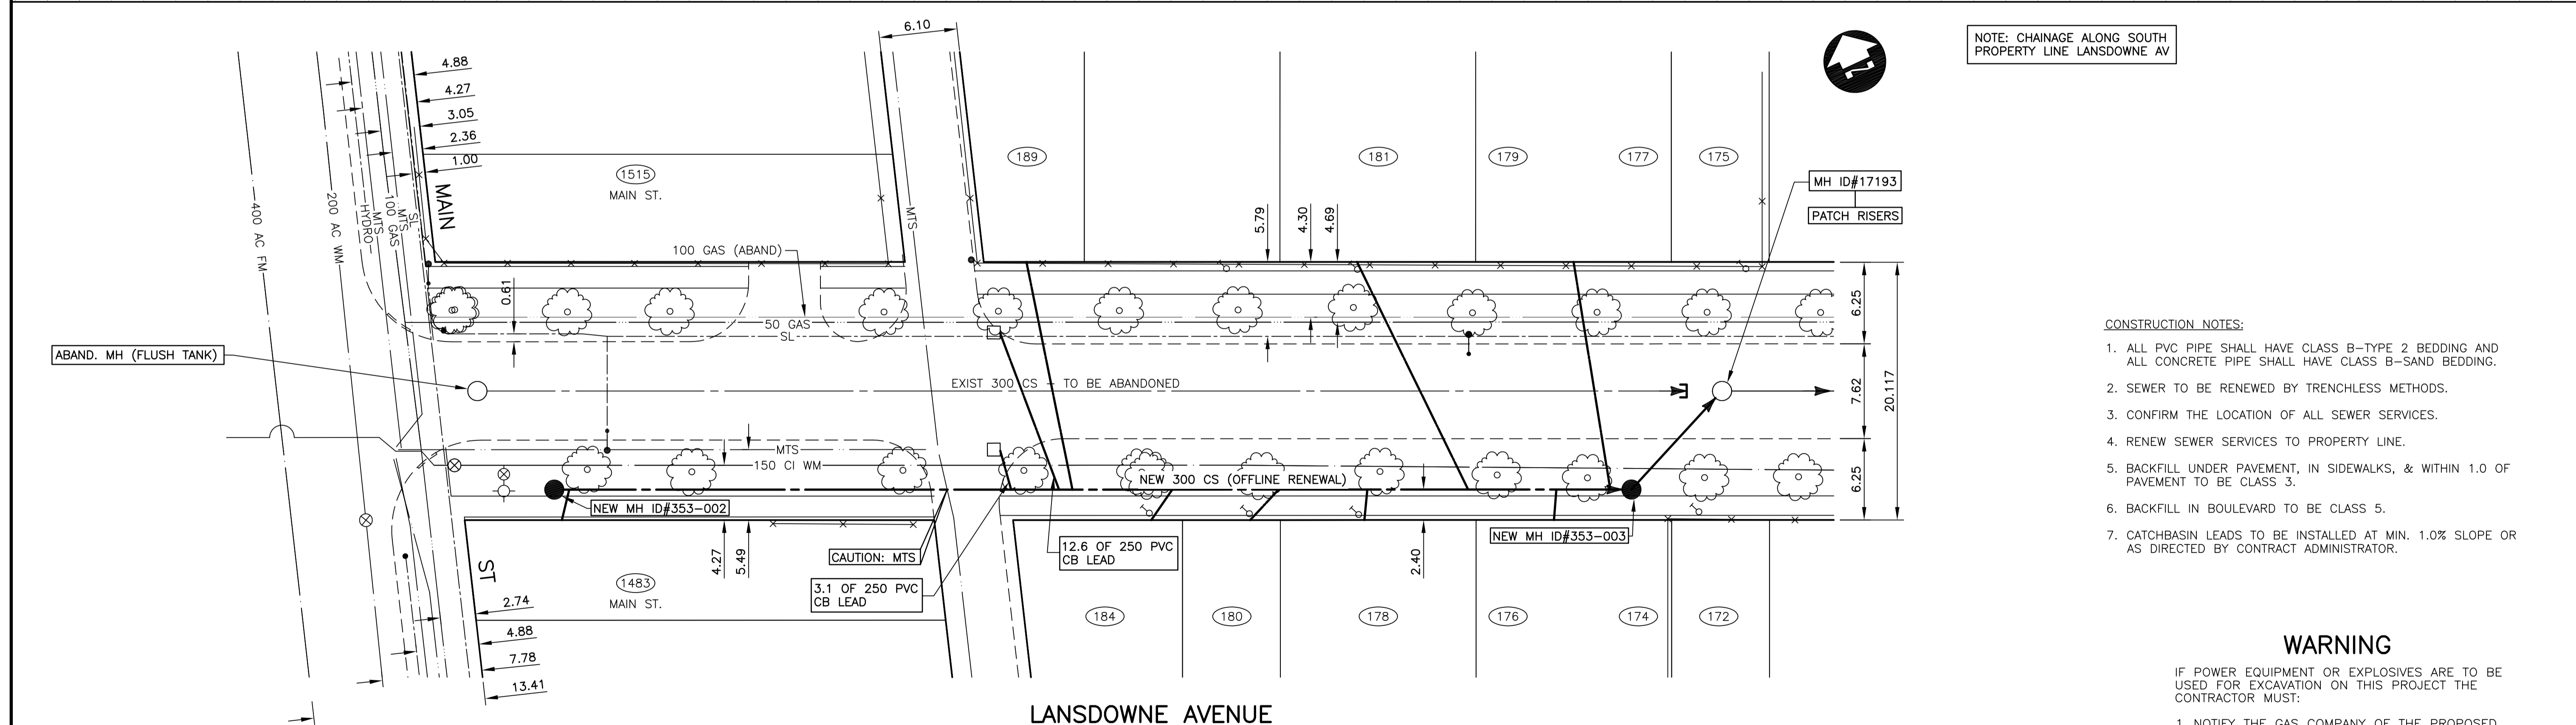 6.10
NOTE: CHAINAGE ALONG SOUTH
PROPERTY LINE LANSDOWNE AV
4.88
4.27
3.05
2.36
1.00
MAIN
1515
MAIN ST.
189
181
179
177
175
MH ID#17193
PATCH RISERS
400 AC FM
200 AC WM
HYDRO
MTS
100 GAS
MTS
SL
MTS
100 GAS (ABAND)
5.79
4.30
4.69
0.61
50 GAS
SL
6.25
7.62
20.117
6.25
ABAND. MH (FLUSH TANK)
EXIST 300 CS - TO BE ABANDONED
MTS
150 CI WM
NEW 300 CS (OFFLINE RENEWAL)
NEW MH ID#353-002
NEW MH ID#353-003
4.27
5.49
CAUTION: MTS
12.6 OF 250 PVC
CB LEAD
2.40
3.1 OF 250 PVC
CB LEAD
ST
1483
MAIN ST.
2.74
4.88
7.78
13.41
184
180
178
176
174
172
LANSDOWNE AVENUE
CONSTRUCTION NOTES:
1. ALL PVC PIPE SHALL HAVE CLASS B-TYPE 2 BEDDING AND
ALL CONCRETE PIPE SHALL HAVE CLASS B-SAND BEDDING.
2. SEWER TO BE RENEWED BY TRENCHLESS METHODS.
3. CONFIRM THE LOCATION OF ALL SEWER SERVICES.
4. RENEW SEWER SERVICES TO PROPERTY LINE.
5. BACKFILL UNDER PAVEMENT, IN SIDEWALKS, & WITHIN 1.0 OF
PAVEMENT TO BE CLASS 3.
6. BACKFILL IN BOULEVARD TO BE CLASS 5.
7. CATCHBASIN LEADS TO BE INSTALLED AT MIN. 1.0% SLOPE OR
AS DIRECTED BY CONTRACT ADMINISTRATOR.
WARNING
IF POWER EQUIPMENT OR EXPLOSIVES ARE TO BE
USED FOR EXCAVATION ON THIS PROJECT THE
CONTRACTOR MUST:
1. NOTIFY THE GAS COMPANY OF THE PROPOSED